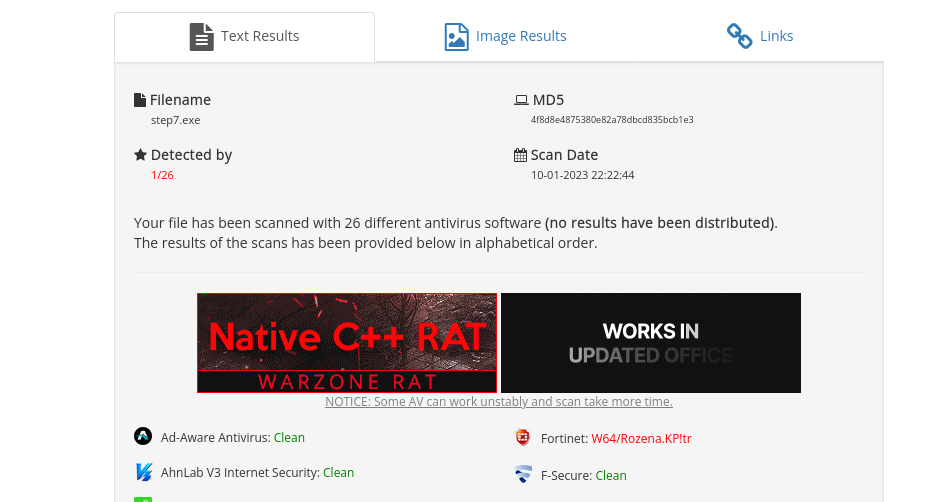 Text Results
Image Results
Links
Filename
step7.exe
MD5
4f8d8e4875380e82a78dbcd835bcb1e3
Detected by
1/26
Scan Date
10-01-2023 22:22:44
Your file has been scanned with 26 different antivirus software (no results have been distributed).
The results of the scans has been provided below in alphabetical order.
Native C++ RAT
WARZONE RAT
WORKS IN
UPDATED OFFICE
NOTICE: Some AV can work unstably and scan take more time.
Ad-Aware Antivirus: Clean
Fortinet: W64/Rozena.KP!tr
AhnLab V3 Internet Security: Clean
F-Secure: Clean